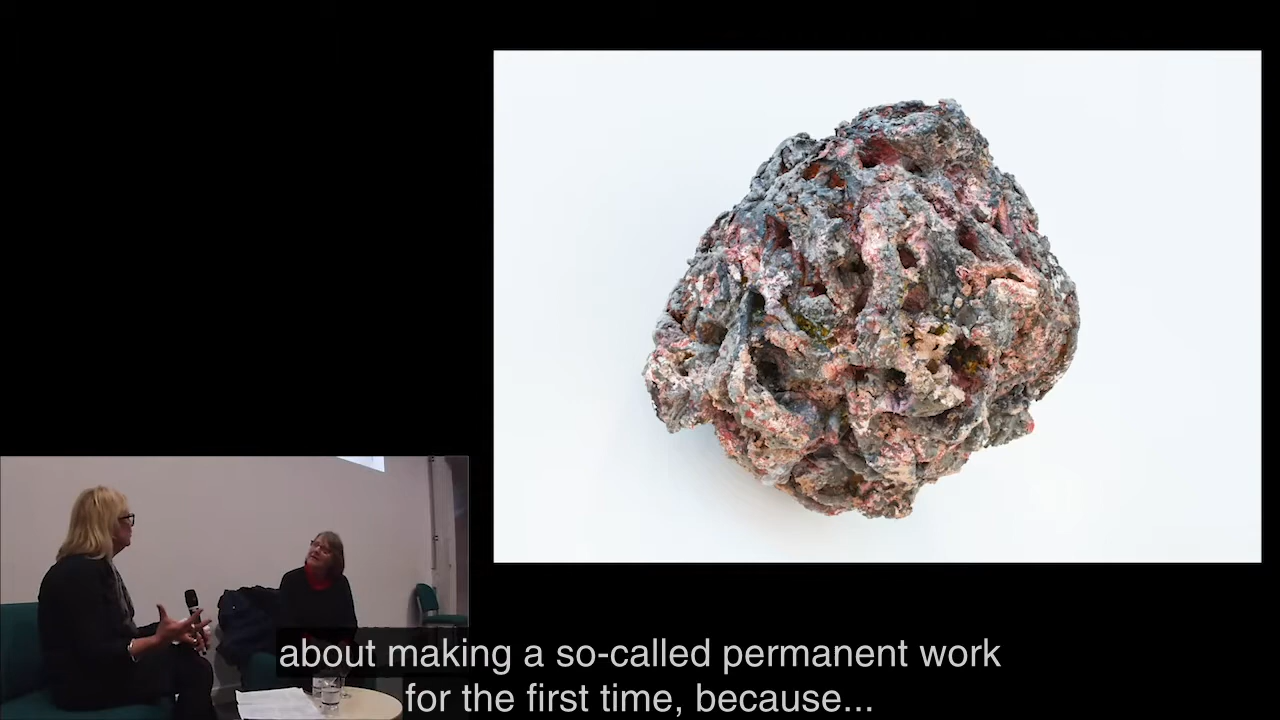 about making a so-called permanent work
for the first time, because...